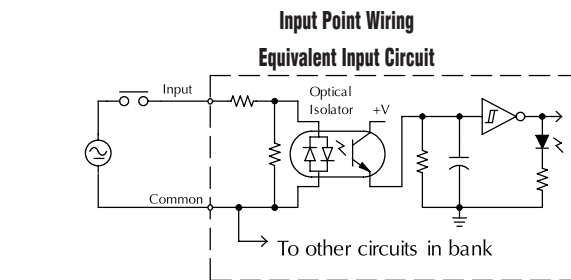 Input Point Wiring
Equivalent Input Circuit
Input
Optical
Isolator
+V
Common
To other circuits in bank